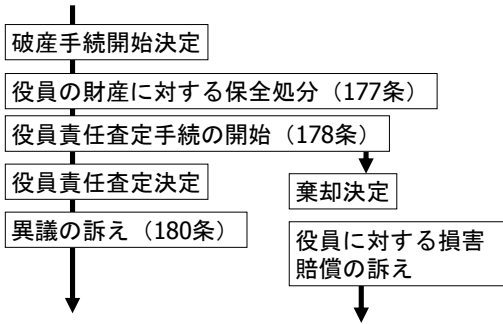 破産手続開始決定
役員の財産に対する保全処分（177条）
役員責任査定手続の開始（178条）
役員責任査定決定
異議の訴え（180条）
棄却決定
役員に対する損害
賠償の訴え